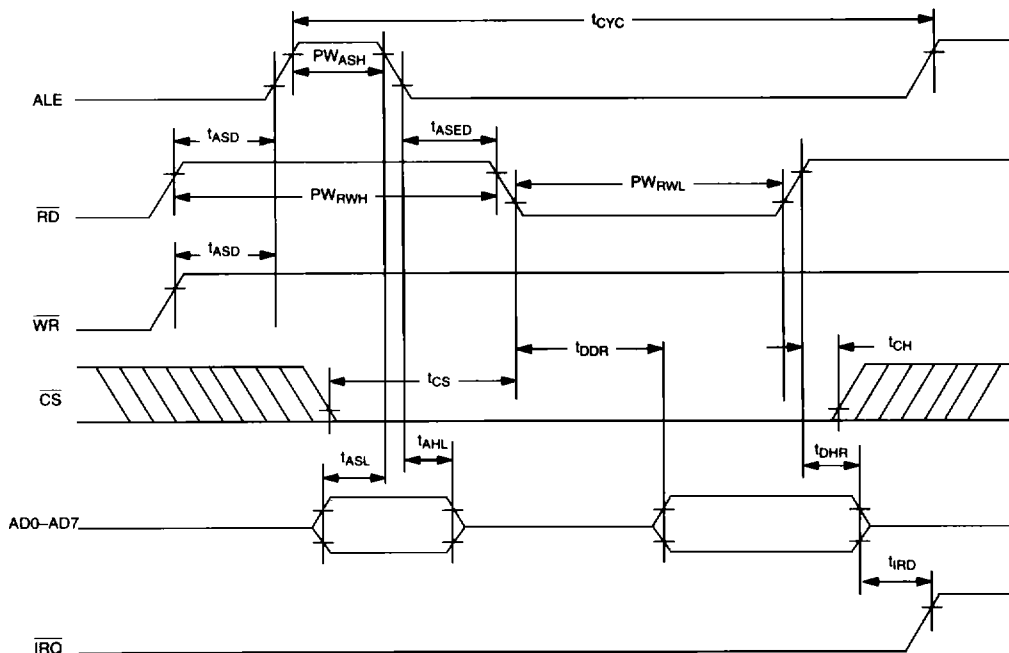 tCYC
PWASH
ALE
tASD
tASED
PWRWH
PWRWL
RD
tASD
WR
tDDR
tCH
tCS
CS
tASL
tAHL
tDHR
AD0–AD7
tIRD
IRQ